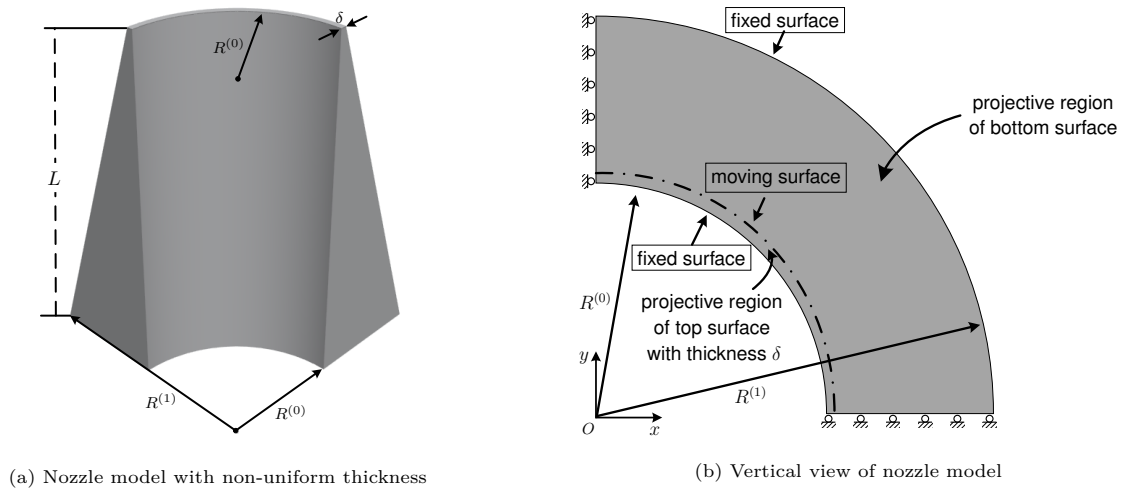 δ
R^{(0)}
L
R^{(1)}
R^{(0)}
(a) Nozzle model with non-uniform thickness
fixed surface
projective region
of bottom surface
moving surface
fixed surface
R^{(0)}
projective region
of top surface
with thickness δ
y
R^{(1)}
O
x
(b) Vertical view of nozzle model